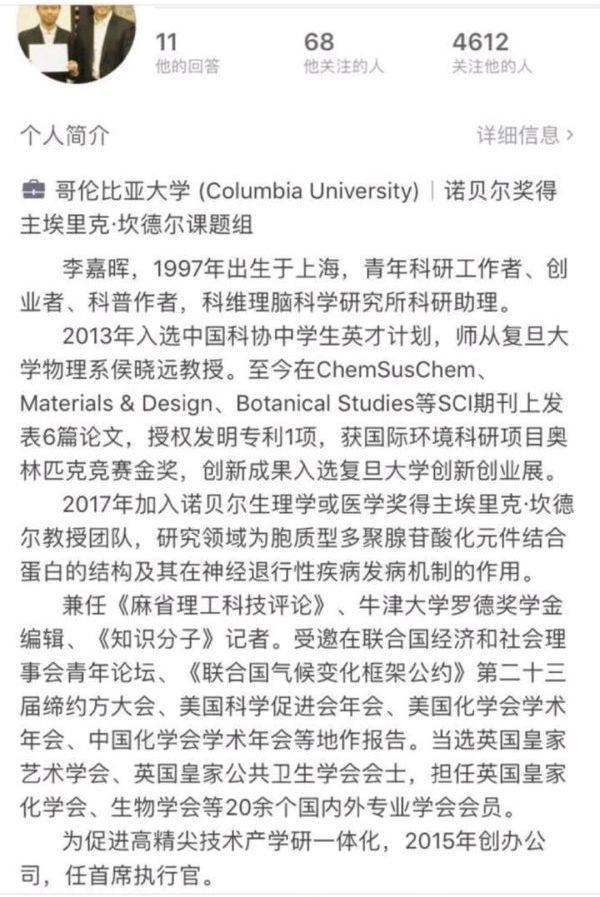 11
他的回答
68
他关注的人
4612
关注他的人
个人简介
详细信息 >
哥伦比亚大学 (Columbia University) | 诺贝尔奖得
主埃里克·坎德尔课题组
李嘉晖，1997年出生于上海，青年科研工作者、创
业者、科普作者，科维理脑科学研究所科研助理。
2013年入选中国科协中学生英才计划，师从复旦大
学物理系侯晓远教授。至今在ChemSusChem、
Materials & Design、Botanical Studies等SCI期刊上发
表6篇论文，授权发明专利1项，获国际环境科研项目奥
林匹克竞赛金奖，创新成果入选复旦大学创新创业展。
2017年加入诺贝尔生理学或医学奖得主埃里克·坎德
尔教授团队，研究领域为胞质型多聚腺苷酸化元件结合
蛋白的结构及其在神经退行性疾病发病机制的作用。
兼任《麻省理工科技评论》、牛津大学罗德奖学金
编辑、《知识分子》记者。受邀在联合国经济和社会理
事会青年论坛、《联合国气候变化框架公约》第二十三
届缔约方大会、美国科学促进会年会、美国化学会学术
年会、中国化学会学术年会等地作报告。当选英国皇家
艺术学会、英国皇家公共卫生学会会士，担任英国皇家
化学会、生物学会等20余个国内外专业学会会员。
为促进高精尖技术产学研一体化，2015年创办公
司，任首席执行官。